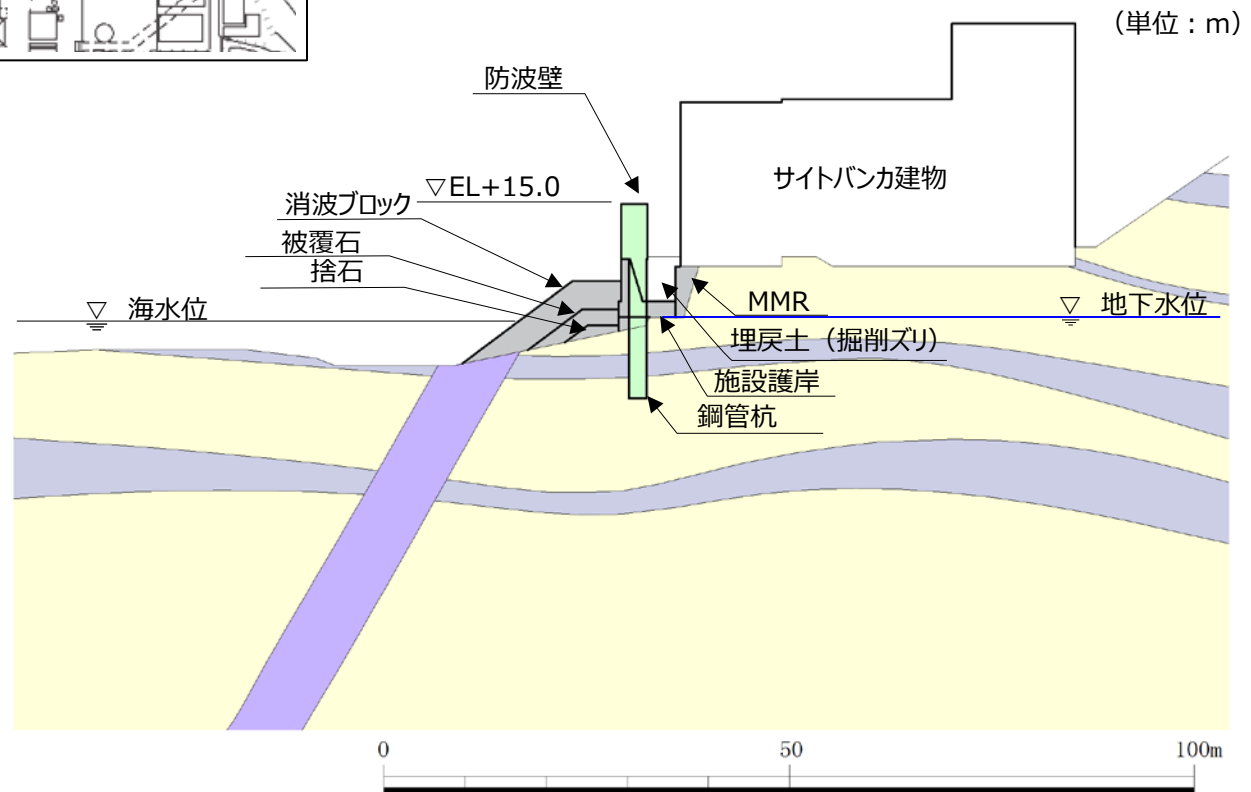 （単位：m）
防波壁
▽EL+15.0
サイトバンカ建物
消波ブロック
被覆石
捨石
▽ 海水位
MMR
▽ 地下水位
埋戻土（掘削ズリ）
施設護岸
鋼管杭
0 50 100m